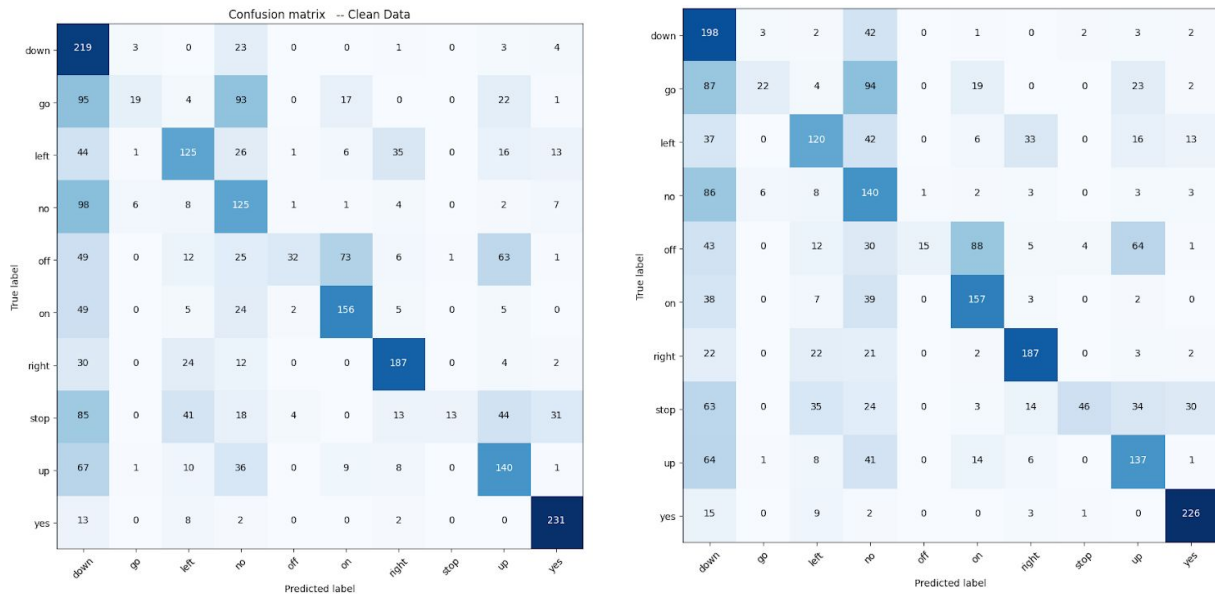 Confusion matrix -- Clean Data
True label
down 219 3 0 23 0 0 1 0 3 4
go 95 19 4 93 0 17 0 0 22 1
left 44 1 125 26 1 6 35 0 16 13
no 98 6 8 125 1 1 4 0 2 7
off 49 0 12 25 32 73 6 1 63 1
on 49 0 5 24 2 156 5 0 5 0
right 30 0 24 12 0 0 187 0 4 2
stop 85 0 41 18 4 0 13 13 44 31
up 67 1 10 36 0 9 8 0 140 1
yes 13 0 8 2 0 0 2 0 0 231
down go left no off on right stop up yes
Predicted label
True label
down 198 3 2 42 0 1 0 2 3 2
go 87 22 4 94 0 19 0 0 23 2
left 37 0 120 42 0 6 33 0 16 13
no 86 6 8 140 1 2 3 0 3 3
off 43 0 12 30 15 88 5 4 64 1
on 38 0 7 39 0 157 3 0 2 0
right 22 0 22 21 0 2 187 0 3 2
stop 63 0 35 24 0 3 14 46 34 30
up 64 1 8 41 0 14 6 0 137 1
yes 15 0 9 2 0 0 3 1 0 226
down go left no off on right stop up yes
Predicted label